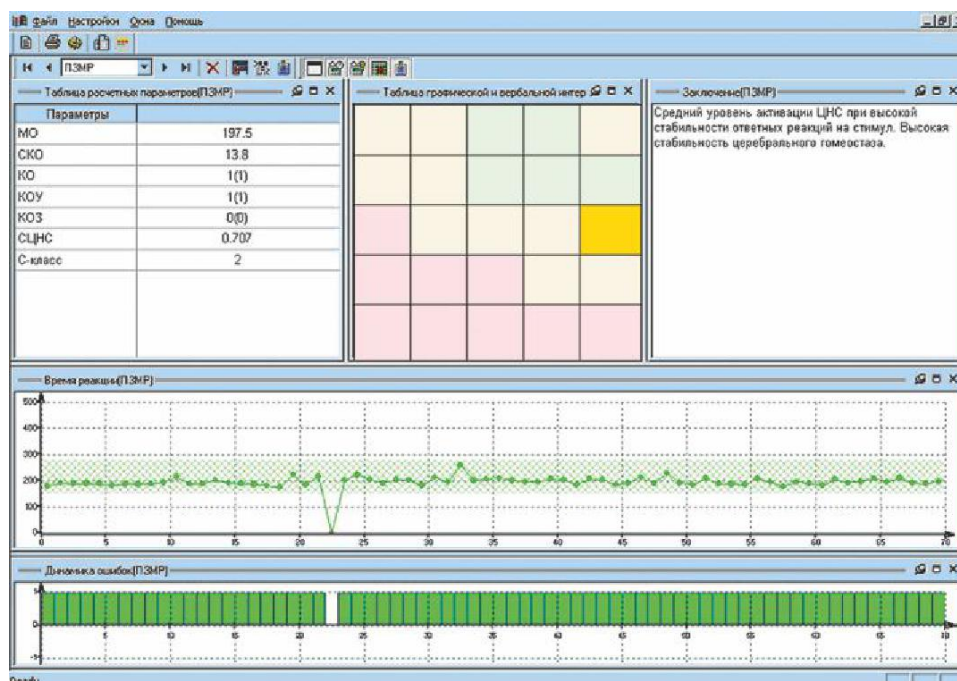 Файл Настройки Окна Помощь
ПЗМР
Таблица расчетных параметров(ПЗМР)
Параметры
МО 197.5
СКО 13.8
КО 1(1)
КОУ 1(1)
КОЗ 0(0)
СЦНС 0.707
С-класс 2
Таблица графической и вербальной интер
Заключение(ПЗМР)
Средний уровень активации ЦНС при высокой
стабильности ответных реакций на стимул. Высокая
стабильность церебрального гомеостаза.
Время реакции(ПЗМР)
500
400
300
200
100
0
0 5 10 15 20 25 30 35 40 45 50 55 60 65 70
Динамика ошибок(ПЗМР)
0
5 10 15 20 25 30 35 40 45 50 55 60 65